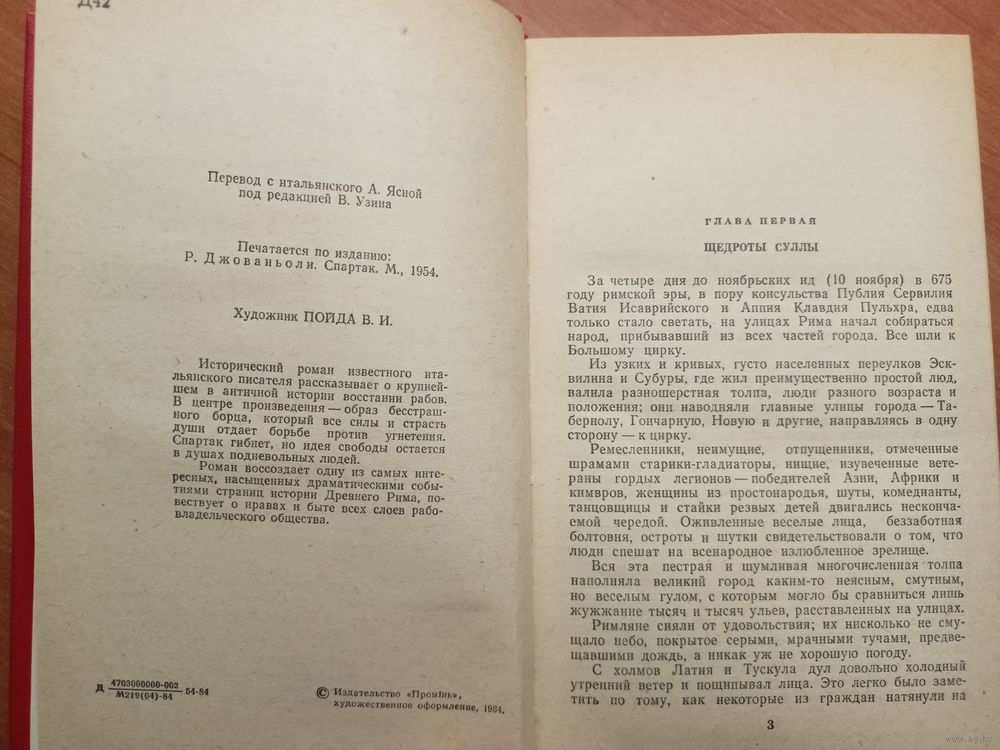 Д42
Перевод с итальянского А. Ясной
под редакцией В. Узина
Печатается по изданию:
Р. Джованьоли. Спартак. М., 1954.
Художник ПОЙДА В. И.
Исторический роман известного ита-
льянского писателя рассказывает о крупней-
шем в античной истории восстании рабов.
В центре произведения — образ бесстраш-
ного борца, который все силы и страсть
души отдает борьбе против угнетения.
Спартак гибнет, но идея свободы остается
в душах подневольных людей.
Роман воссоздает одну из самых инте-
ресных, насыщенных драматическими собы-
тиями страниц истории Древнего Рима, по-
вествует о нравах и быте всех слоев рабо-
владельческого общества.
Д 4703000000-002 54-84
М219(04)-84
© Издательство «Промінь»,
художественное оформление, 1984.
ГЛАВА ПЕРВАЯ
ЩЕДРОТЫ СУЛЛЫ
За четыре дня до ноябрьских ид (10 ноября) в 675
году римской эры, в пору консульства Публия Сервилия
Ватия Исаврийского и Аппия Клавдия Пульхра, едва
только стало светать, на улицах Рима начал собираться
народ, прибывавший из всех частей города. Все шли к
Большому цирку.
Из узких и кривых, густо населенных переулков Эск-
вилина и Субуры, где жил преимущественно простой люд,
валила разношерстная толпа, люди разного возраста и
положения; они наводняли главные улицы города — Та-
бернолу, Гончарную, Новую и другие, направляясь в одну
сторону — к цирку.
Ремесленники, неимущие, отпущенники, отмеченные
шрамами старики-гладиаторы, нищие, изувеченные вете-
раны гордых легионов — победителей Азии, Африки и
кимвров, женщины из простонародья, шуты, комедианты,
танцовщицы и стайки резвых детей двигались несконча-
емой чередой. Оживленные веселые лица, беззаботная
болтовня, остроты и шутки свидетельствовали о том, что
люди спешат на всенародное излюбленное зрелище.
Вся эта пестрая и шумливая многочисленная толпа
наполняла великий город каким-то неясным, смутным,
но веселым гулом, с которым могло бы сравниться лишь
жужжание тысяч и тысяч ульев, расставленных на улицах.
Римляне сияли от удовольствия; их нисколько не сму-
щало небо, покрытое серыми, мрачными тучами, предве-
щавшими дождь, а никак уж не хорошую погоду.
С холмов Латия и Тускула дул довольно холодный
утренний ветер и пощипывал лица. Это легко было заме-
тить по тому, как некоторые из граждан натянули на
3
www.ay.by